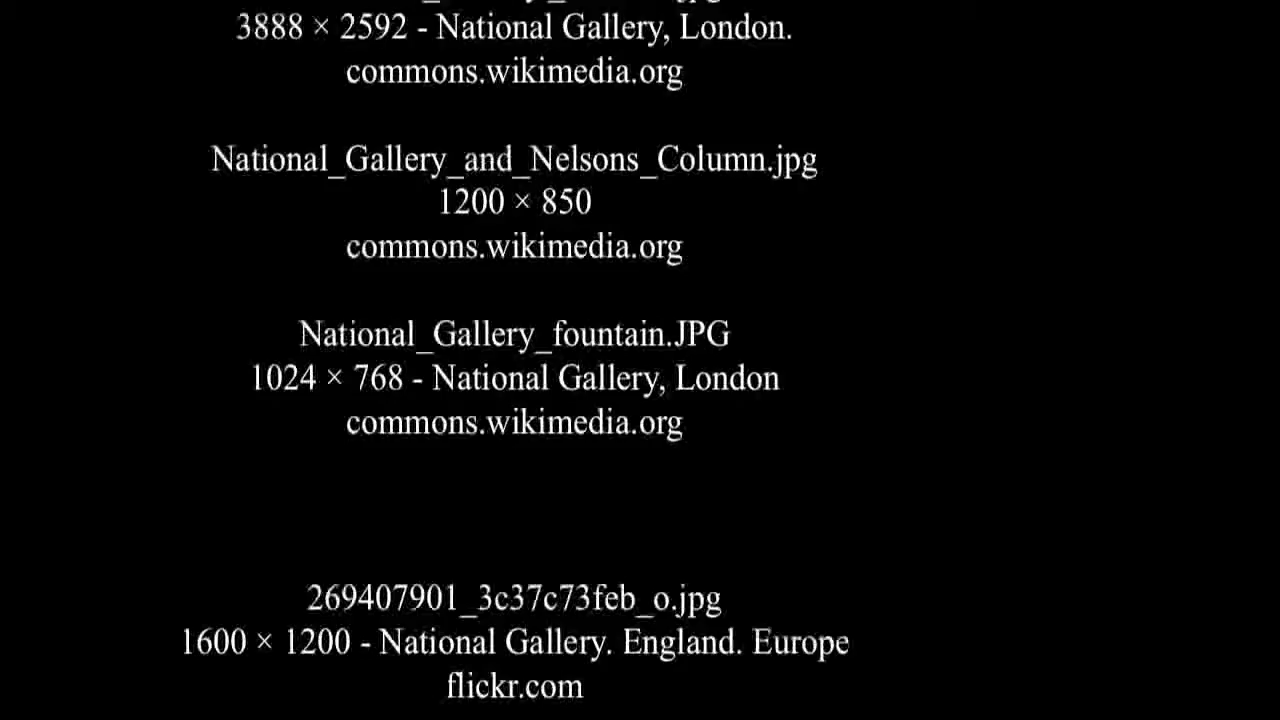 3888 × 2592 - National Gallery, London.
commons.wikimedia.org
National_Gallery_and_Nelsons_Column.jpg
1200 × 850
commons.wikimedia.org
National_Gallery_fountain.JPG
1024 × 768 - National Gallery, London
commons.wikimedia.org
269407901_3c37c73feb_o.jpg
1600 × 1200 - National Gallery. England. Europe
flickr.com